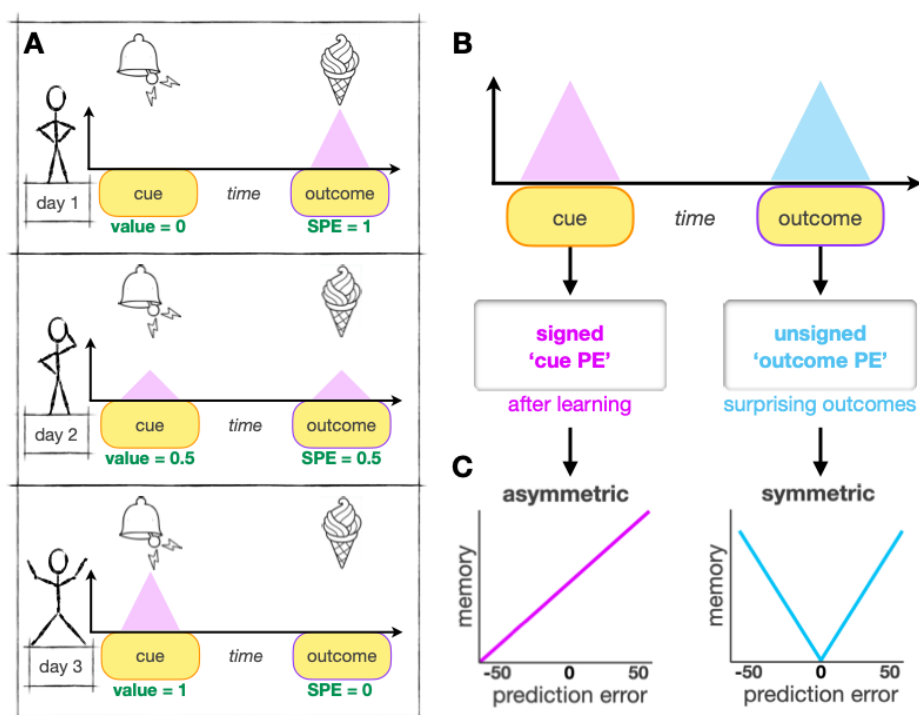 A
day 1
cue
time
outcome
value = 0
SPE = 1
day 2
cue
time
outcome
value = 0.5
SPE = 0.5
day 3
cue
time
outcome
value = 1
SPE = 0
B
cue
time
outcome
signed
‘cue PE’
after learning
unsigned
‘outcome PE’
surprising outcomes
C
asymmetric
memory
-50
0
50
prediction error
symmetric
memory
-50
0
50
prediction error